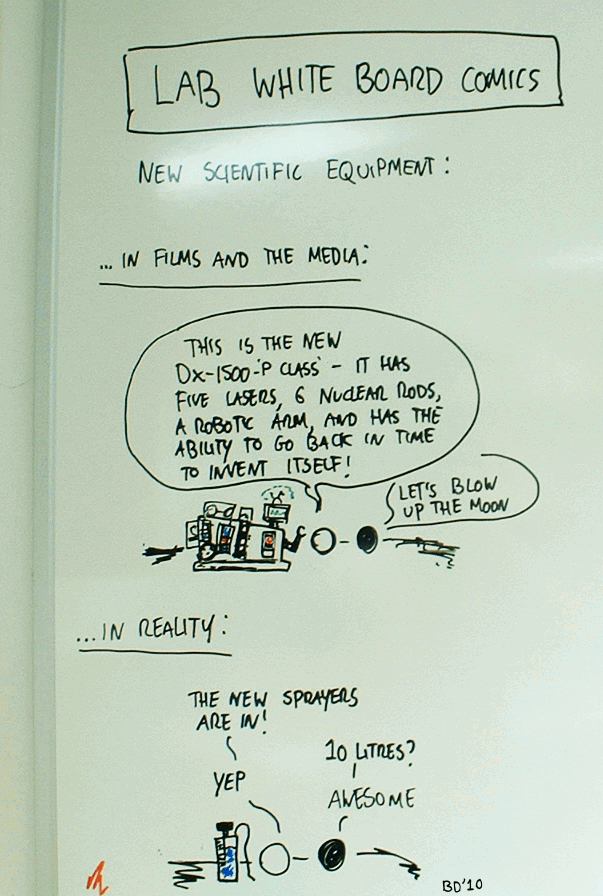 LAB WHITE BOARD COMICS
NEW SCIENTIFIC EQUIPMENT:
... IN FILMS AND THE MEDIA:
THIS IS THE NEW
DX-1500-'P CLASS' - IT HAS
FIVE LASERS, 6 NUCLEAR RODS,
A ROBOTIC ARM, AND HAS THE
ABILITY TO GO BACK IN TIME
TO INVENT ITSELF!
LET'S BLOW
UP THE MOON
...IN REALITY:
THE NEW SPRAYERS
ARE IN!
10 LITRES?
YEP
AWESOME
BD'10